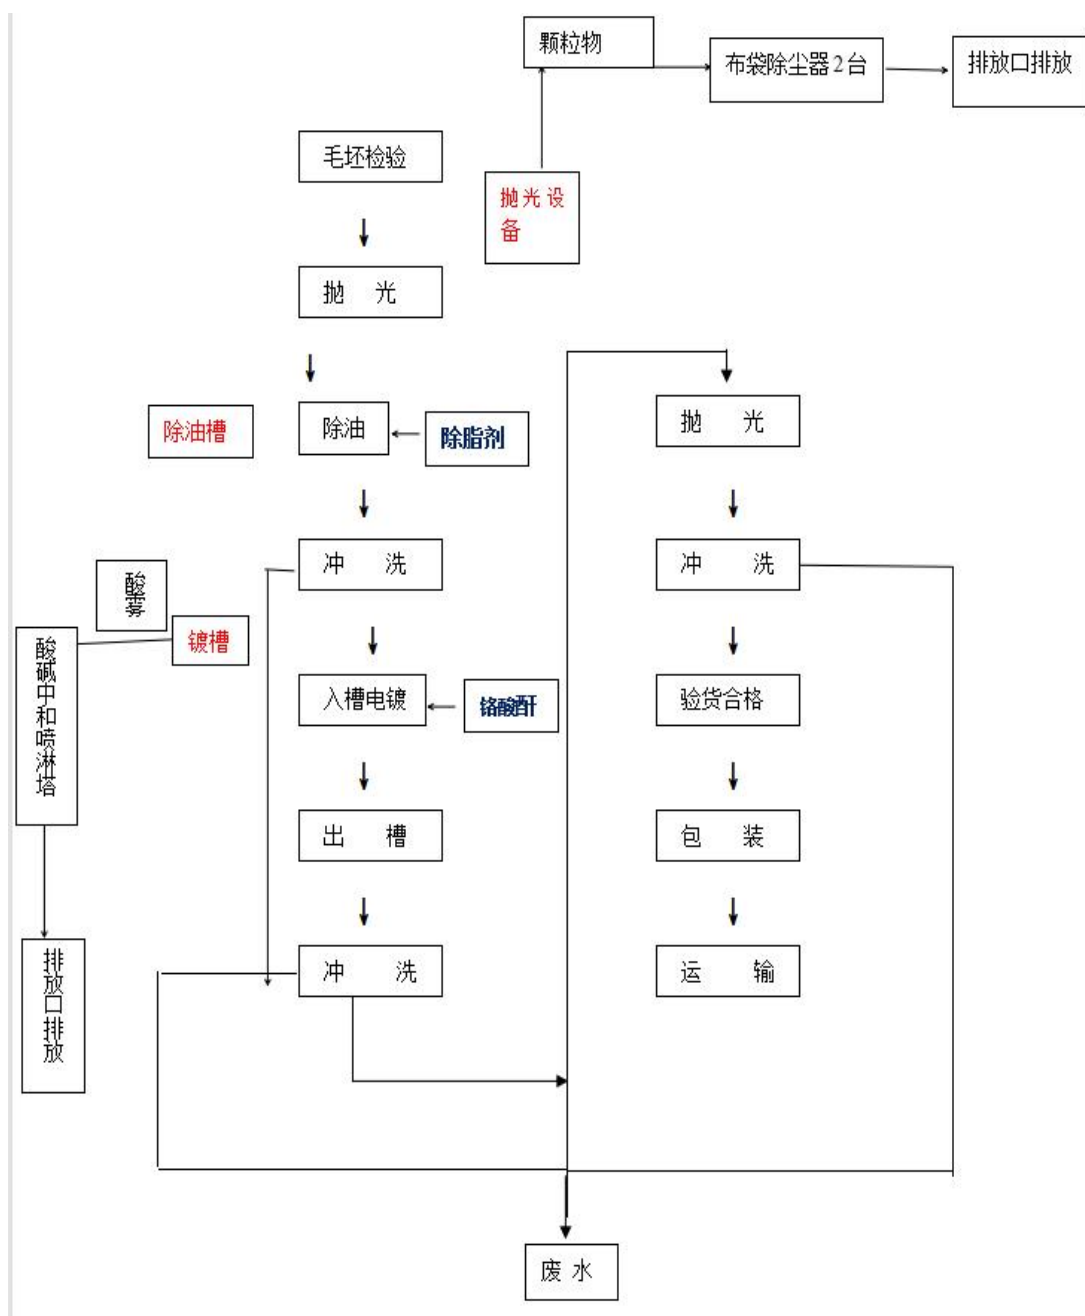 颗粒物
布袋除尘器2台
排放口排放
毛坯检验
抛光设
备
抛 光
除油槽
除油
除脂剂
抛 光
冲 洗
冲 洗
酸雾
镀槽
酸碱中和喷淋塔
入槽电镀
铬酸酐
验货合格
出 槽
包 装
排放口排放
冲 洗
运 输
废 水